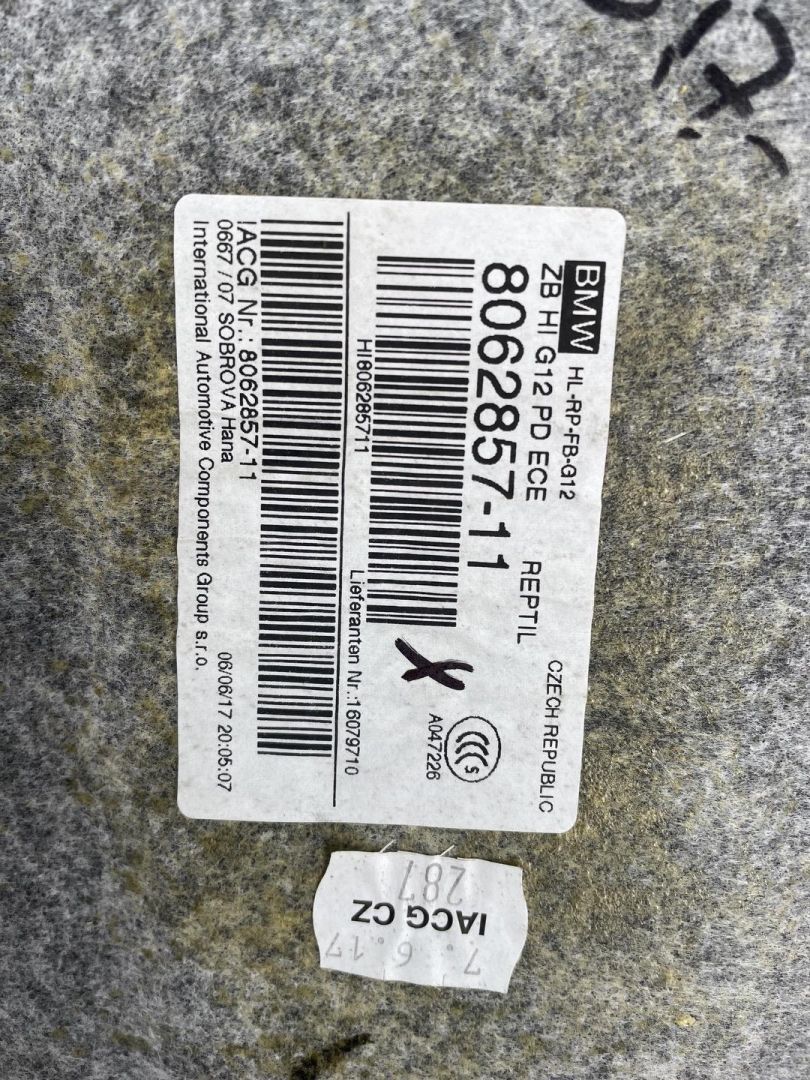 BMW HL-RP-FB-G12 CZECH REPUBLIC
ZB HI G12 PD ECE REPTIL
8062857-11
CCC S
A047226
HI806285711
Lieferanten Nr.:16079710
IACG Nr.: 8062857-11
0667 / 07 SOBROVA Hana 06/06/17 20:05:07
International Automotive Components Group s.r.o.
287
IACG CZ
7. 6.17